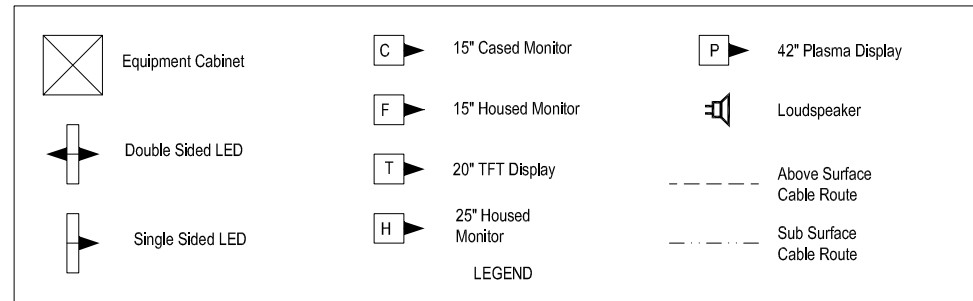 Equipment Cabinet
Double Sided LED
Single Sided LED
C 15" Cased Monitor
F 15" Housed Monitor
T 20" TFT Display
H 25" Housed
Monitor
LEGEND
P 42" Plasma Display
Loudspeaker
Above Surface
Cable Route
Sub Surface
Cable Route